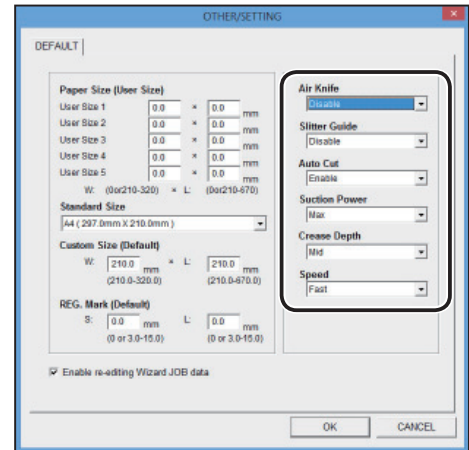 OTHER/SETTING
x
DEFAULT
Paper Size (User Size)
User Size 1 0.0 × 0.0 mm
User Size 2 0.0 × 0.0 mm
User Size 3 0.0 × 0.0 mm
User Size 4 0.0 × 0.0 mm
User Size 5 0.0 × 0.0 mm
W: (0or210-320) × L: (0or210-670)
Standard Size
A4 ( 297.0mm X 210.0mm )
Custom Size (Default)
W: 210.0 mm × L: 210.0 mm
(210.0-320.0) (210.0-670.0)
REG. Mark (Default)
S: 0.0 mm L: 0.0 mm
(0 or 3.0-15.0) (0 or 3.0-15.0)
Enable re-editing Wizard JOB data
Air Knife
Disable
Slitter Guide
Disable
Auto Cut
Enable
Suction Power
Max
Crease Depth
Mid
Speed
Fast
OK CANCEL